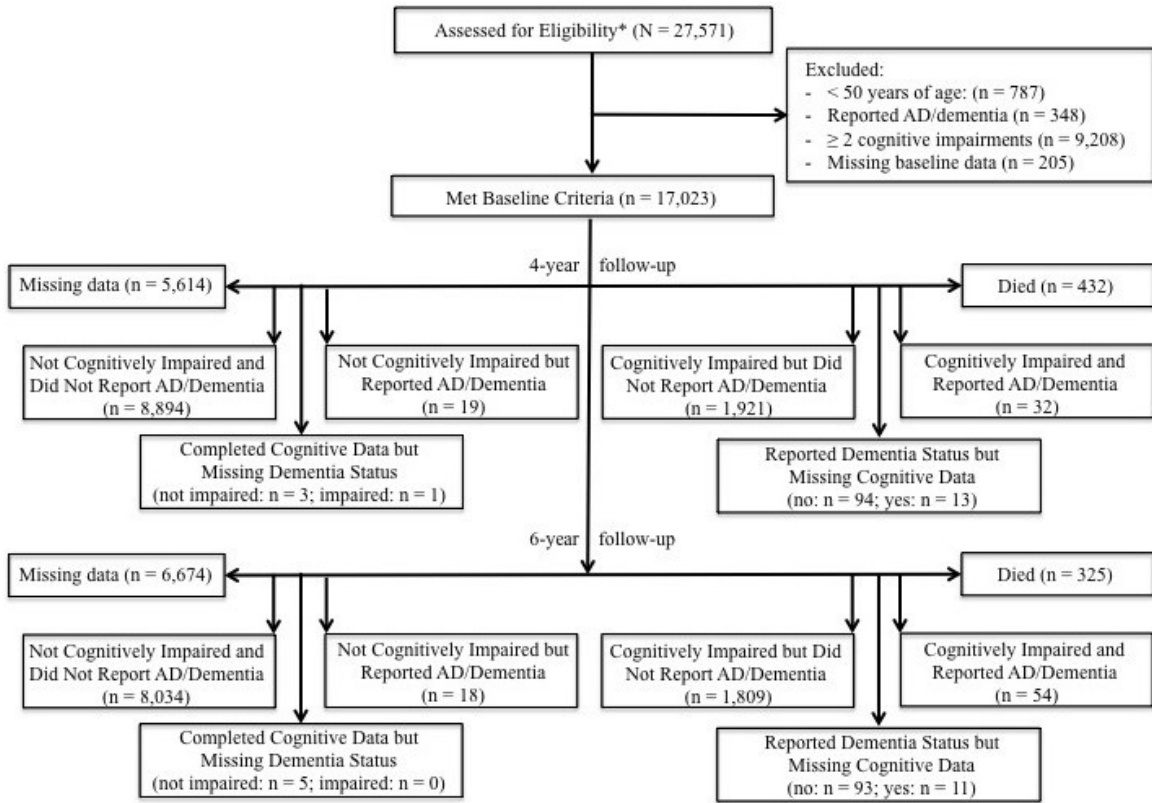 Assessed for Eligibility* (N = 27,571)
Excluded:
- < 50 years of age: (n = 787)
- Reported AD/dementia (n = 348)
- ≥ 2 cognitive impairments (n = 9,208)
- Missing baseline data (n = 205)
Met Baseline Criteria (n = 17,023)
4-year follow-up
Missing data (n = 5,614)
Died (n = 432)
Not Cognitively Impaired and
Did Not Report AD/Dementia
(n = 8,894)
Not Cognitively Impaired but
Reported AD/Dementia
(n = 19)
Cognitively Impaired but Did
Not Report AD/Dementia
(n = 1,921)
Cognitively Impaired and
Reported AD/Dementia
(n = 32)
Completed Cognitive Data but
Missing Dementia Status
(not impaired: n = 3; impaired: n = 1)
Reported Dementia Status but
Missing Cognitive Data
(no: n = 94; yes: n = 13)
6-year follow-up
Missing data (n = 6,674)
Died (n = 325)
Not Cognitively Impaired and
Did Not Report AD/Dementia
(n = 8,034)
Not Cognitively Impaired but
Reported AD/Dementia
(n = 18)
Cognitively Impaired but Did
Not Report AD/Dementia
(n = 1,809)
Cognitively Impaired and
Reported AD/Dementia
(n = 54)
Completed Cognitive Data but
Missing Dementia Status
(not impaired: n = 5; impaired: n = 0)
Reported Dementia Status but
Missing Cognitive Data
(no: n = 93; yes: n = 11)